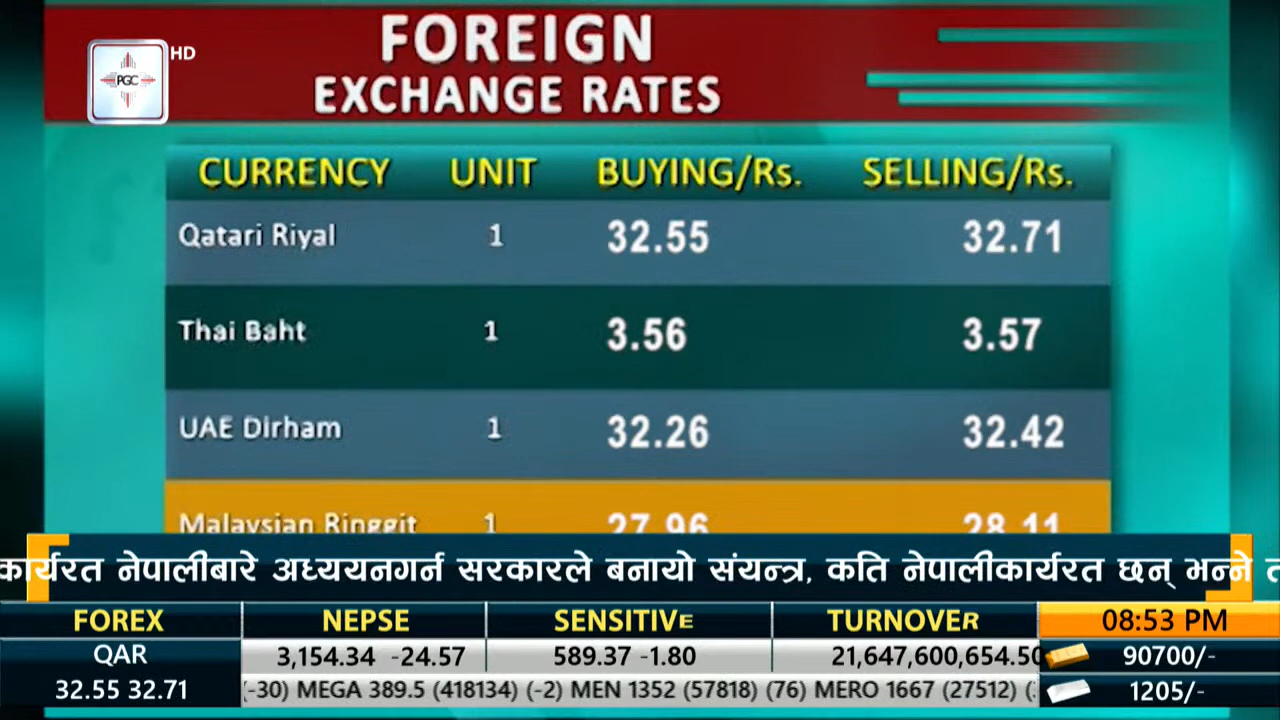 FOREIGN
EXCHANGE RATES
PGC HD
CURRENCY UNIT BUYING/Rs. SELLING/Rs.
Qatari Riyal 1 32.55 32.71
Thai Baht 1 3.56 3.57
UAE Dirham 1 32.26 32.42
Malaysian Ringgit 1 27.96 28.11
कार्यरत नेपालीबारे अध्ययनगर्न सरकारले बनायो संयन्त्र, कति नेपालीकार्यरत छन् भन्ने
FOREX NEPSE SENSITIVE TURNOVER 08:53 PM
QAR 3,154.34 -24.57 589.37 -1.80 21,647,600,654.50 90700/-
32.55 32.71 (-30) MEGA 389.5 (418134) (-2) MEN 1352 (57818) (76) MERO 1667 (27512) 1205/-